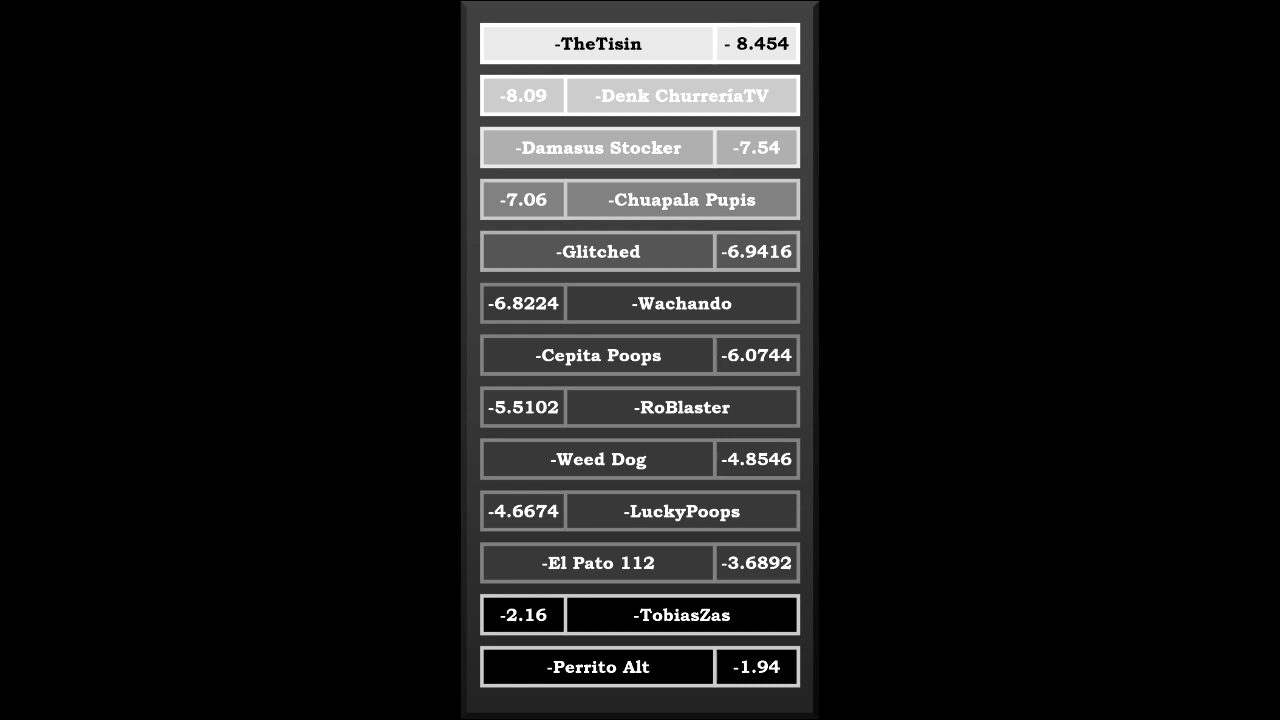 -TheTisin - 8.454
-8.09 -Denk ChurreríaTV
-Damasus Stocker -7.54
-7.06 -Chuapala Pupis
-Glitched -6.9416
-6.8224 -Wachando
-Cepita Poops -6.0744
-5.5102 -RoBlaster
-Weed Dog -4.8546
-4.6674 -LuckyPoops
-El Pato 112 -3.6892
-2.16 -TobiasZas
-Perrito Alt -1.94